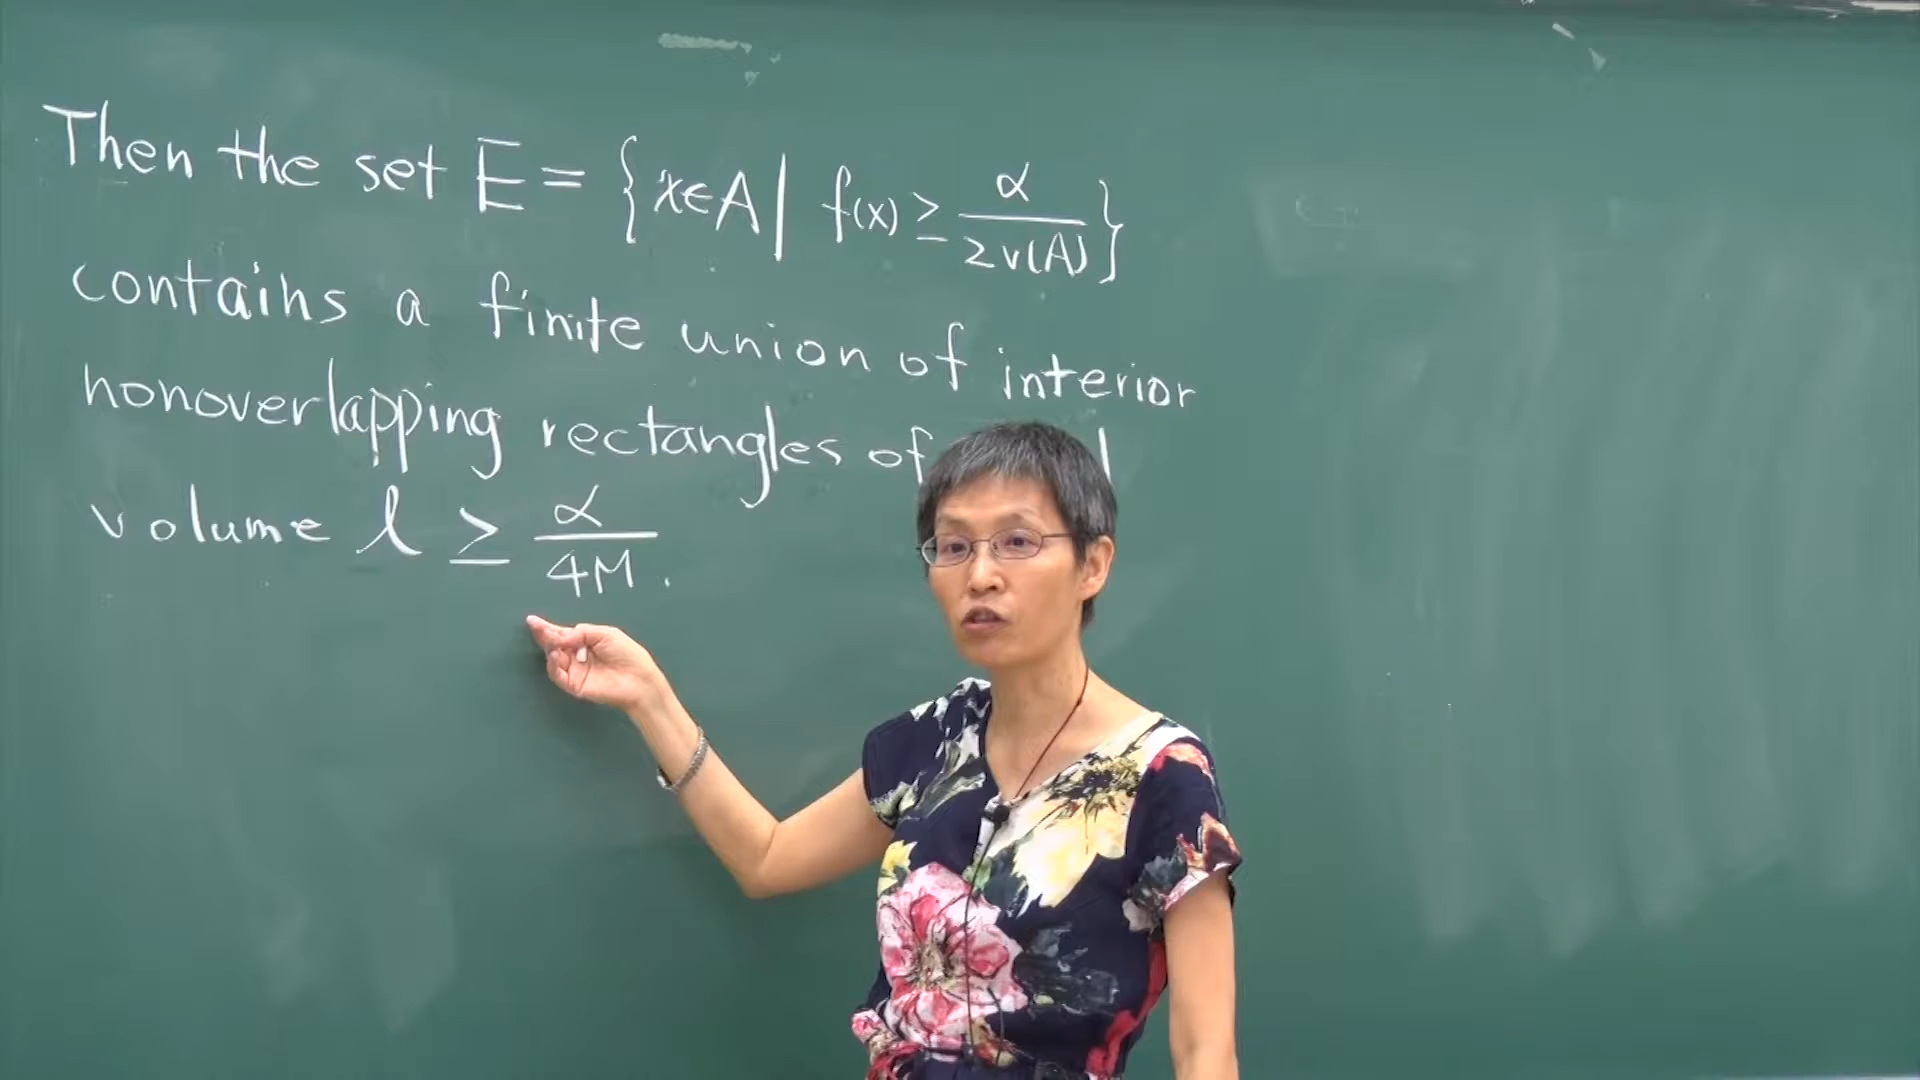 Then the set E = { x∈A | f(x) ≥ α / 2v(A) }
contains a finite union of interior
nonoverlapping rectangles of
volume l ≥ α / 4M .